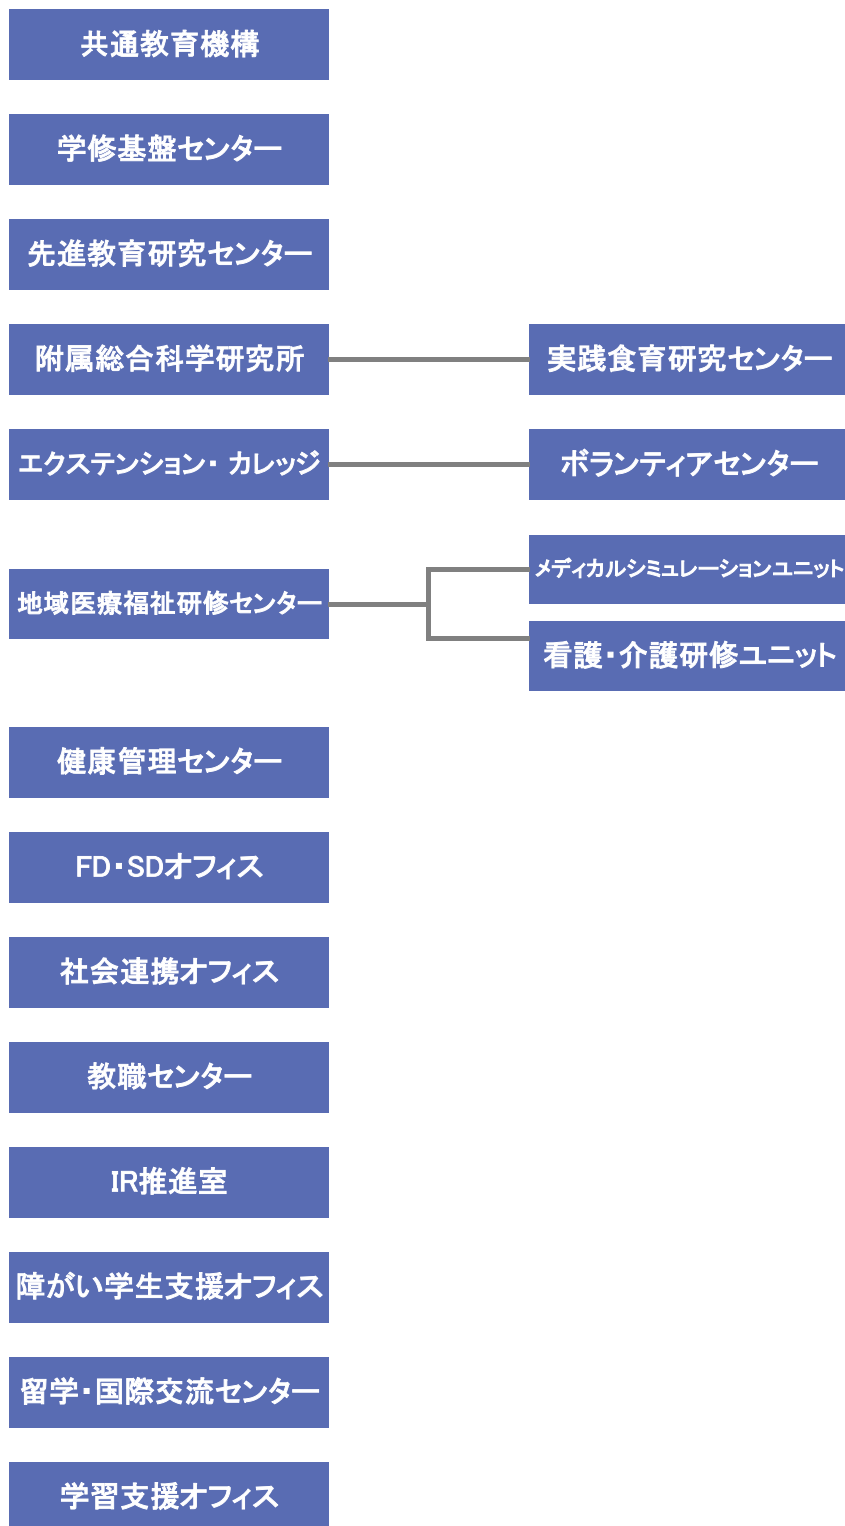 共通教育機構
学修基盤センター
先進教育研究センター
附属総合科学研究所
実践食育研究センター
エクステンション・カレッジ
ボランティアセンター
メディカルシミュレーションユニット
地域医療福祉研修センター
看護・介護研修ユニット
健康管理センター
FD・SDオフィス
社会連携オフィス
教職センター
IR推進室
障がい学生支援オフィス
留学・国際交流センター
学習支援オフィス